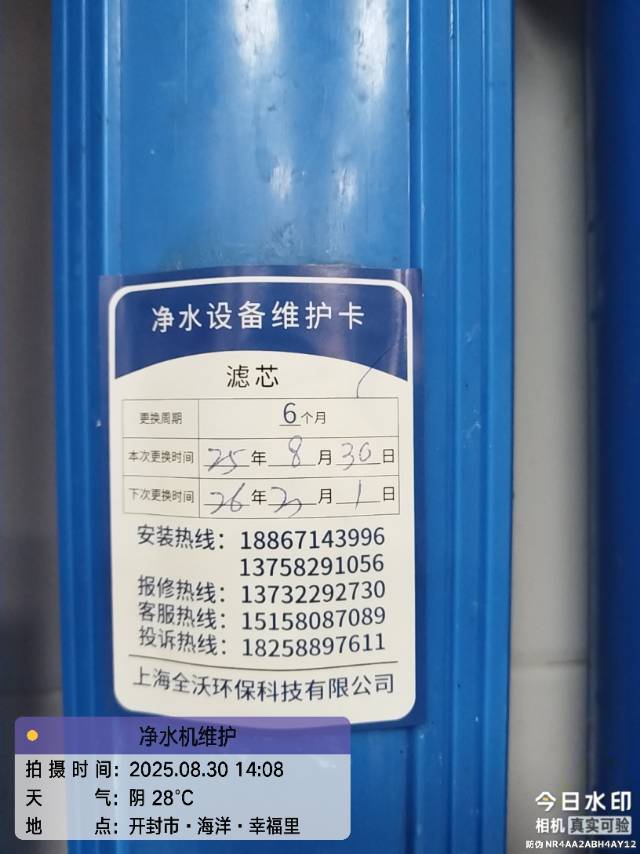 净水设备维护卡
滤芯
更换周期 6个月
本次更换时间 25年8月30日
下次更换时间 26年 月1日
安装热线：18867143996
13758291056
报修热线：13732292730
客服热线：15158087089
投诉热线：18258897611
上海全沃环保科技有限公司
净水机维护
拍摄时间：2025.08.30 14:08
天气：阴 28℃
地点：开封市·海洋·幸福里
今日水印
相机 真实可验
防伪 NR4AA2ABH4AY12